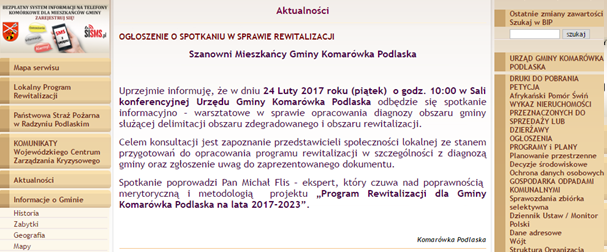 BEZPŁATNY SYSTEM INFORMACJI NA TELEFONY
KOMÓRKOWE DLA MIESZKAŃCÓW GMINY
ZAREJESTRUJ SIĘ!
SMS
SISMS
Mapa serwisu
Lokalny Program
Rewitalizacji
Państwowa Straż Pożarna
w Radzyniu Podlaskim
KOMUNIKATY
Wojewódzkiego Centrum
Zarządzania Kryzysowego
Aktualności
Informacje o Gminie
Historia
Zabytki
Geografia
Mapy
Aktualności
OGŁOSZENIE O SPOTKANIU W SPRAWIE REWITALIZACJI
Szanowni Mieszkańcy Gminy Komarówka Podlaska
Uprzejmie informuję, że w dniu 24 Luty 2017 roku (piątek) o godz. 10:00 w Sali
konferencyjnej Urzędu Gminy Komarówka Podlaska odbędzie się spotkanie
informacyjno – warsztatowe w sprawie opracowania diagnozy obszaru gminy
służącej delimitacji obszaru zdegradowanego i obszaru rewitalizacji.
Celem konsultacji jest zapoznanie przedstawicieli społeczności lokalnej ze stanem
przygotowań do opracowania programu rewitalizacji w szczególności z diagnozą
gminy oraz zgłoszenie uwag do zaprezentowanego dokumentu.
Spotkanie poprowadzi Pan Michał Flis – ekspert, który czuwa nad poprawnością
merytoryczną i metodologią projektu „Program Rewitalizacji dla Gminy
Komarówka Podlaska na lata 2017-2023”.
Komarówka Podlaska
Ostatnie zmiany zawartości
Szukaj w BIP
szukaj
URZĄD GMINY KOMARÓWKA
PODLASKA
DRUKI DO POBRANIA
PETYCJA
Afrykański Pomór Świń
WYKAZ NIERUCHOMOŚCI
PRZEZNACZONYCH DO
SPRZEDAŻY LUB
DZIERŻAWY
OGŁOSZENIA
PROGRAMY i PLANY
Planowanie przestrzenne
Decyzje środowiskowe
Ochrona danych osobowych
GOSPODARKA ODPADAMI
KOMUNALNYMI
Sprawozdania zbiórka
selektywna
Dziennik Ustaw / Monitor
Polski
Dane adresowe
Wójt
Struktura Organizacji